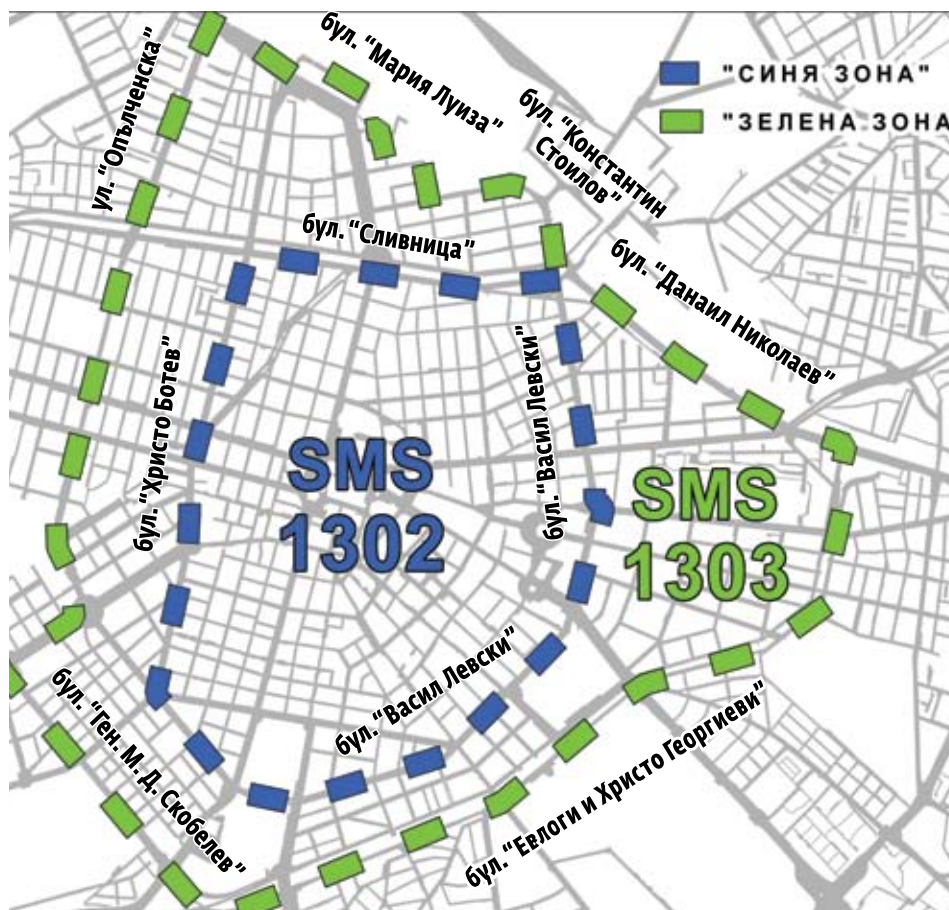 бул. “Мария Луиза”
ул. “Опълченска”
"СИНЯ ЗОНА"
"ЗЕЛЕНА ЗОНА
бул. “Константин
Стоилов”
бул. “Сливница”
бул. “Данаил Николаев”
бул. “Христо Ботев”
бул. “Васил Левски”
SMS
1302
SMS
1303
бул. “Васил Левски”
бул. “Ген. М. Д. Скобелев”
бул. “Евлоги и Христо Георгиеви”